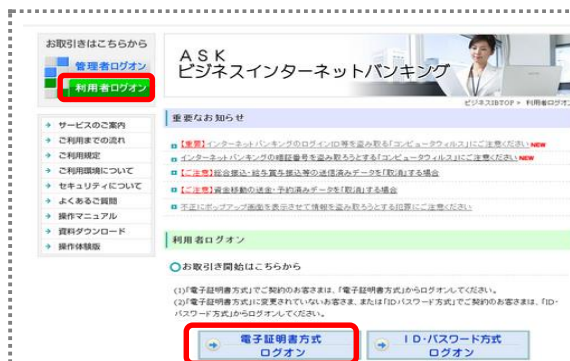 お取引きはこちらから
管理者ログオン
利用者ログオン
ASK
ビジネスインターネットバンキング
ビジネスIBTOP > 利用者ログオン
サービスのご案内
ご利用までの流れ
ご利用規定
ご利用環境について
セキュリティについて
よくあるご質問
操作マニュアル
資料ダウンロード
操作体験版
重要なお知らせ
【重要】インターネットバンキングのログインID等を盗み取る「コンピュータウィルス」にご注意ください NEW
インターネットバンキングの暗証番号を盗み取ろうとする「コンピュータウィルス」にご注意ください NEW
【ご注意】総合振込・給与賞与振込等の送信済みデータを「取消」する場合
【ご注意】資金移動の送金・予約済みデータを「取消」する場合
不正にポップアップ画面を表示させて情報を盗み取ろうとする犯罪にご注意ください
利用者ログオン
お取引き開始はこちらから
(1)「電子証明書方式」でご契約のお客さまは、「電子証明書方式」からログオンしてください。
(2)「電子証明書方式」に変更されていないお客さま、または「IDパスワード方式」でご契約のお客さまは、「ID・
パスワード方式」からログオンしてください。
電子証明書方式
ログオン
ID・パスワード方式
ログオン